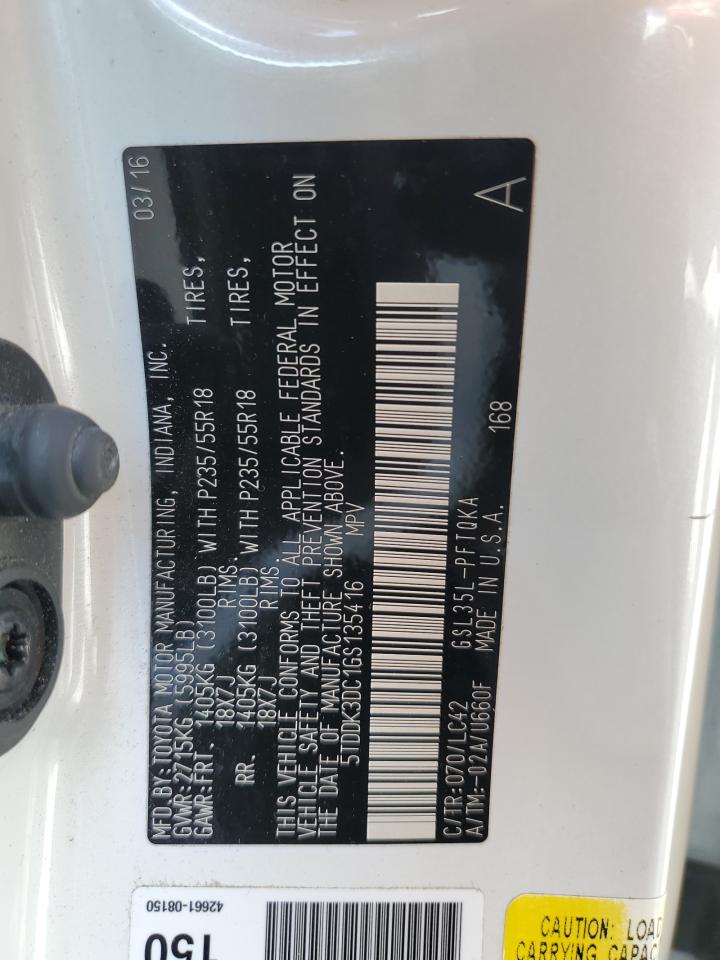 MFD.BY:TOYOTA MOTOR MANUFACTURING, INDIANA, INC. 03/16
GVWR:2715KG (5995LB)
GAWR:FRT. 1405KG (3100LB) WITH P235/55R18 TIRES,
18X7J RIMS.
RR. 1405KG (3100LB) WITH P235/55R18 TIRES,
18X7J RIMS.
THIS VEHICLE CONFORMS TO ALL APPLICABLE FEDERAL MOTOR
VEHICLE SAFETY AND THEFT PREVENTION STANDARDS IN EFFECT ON
THE DATE OF MANUFACTURE SHOWN ABOVE.
5TDDK3DC1GS135416 MPV
C/TR:070/LC42 GSL35L-PFTQKA 168 A
A/TM:-02A/U660F MADE IN U.S.A.
42661-08150
150
CAUTION: LOAD
CARRYING CAPAC